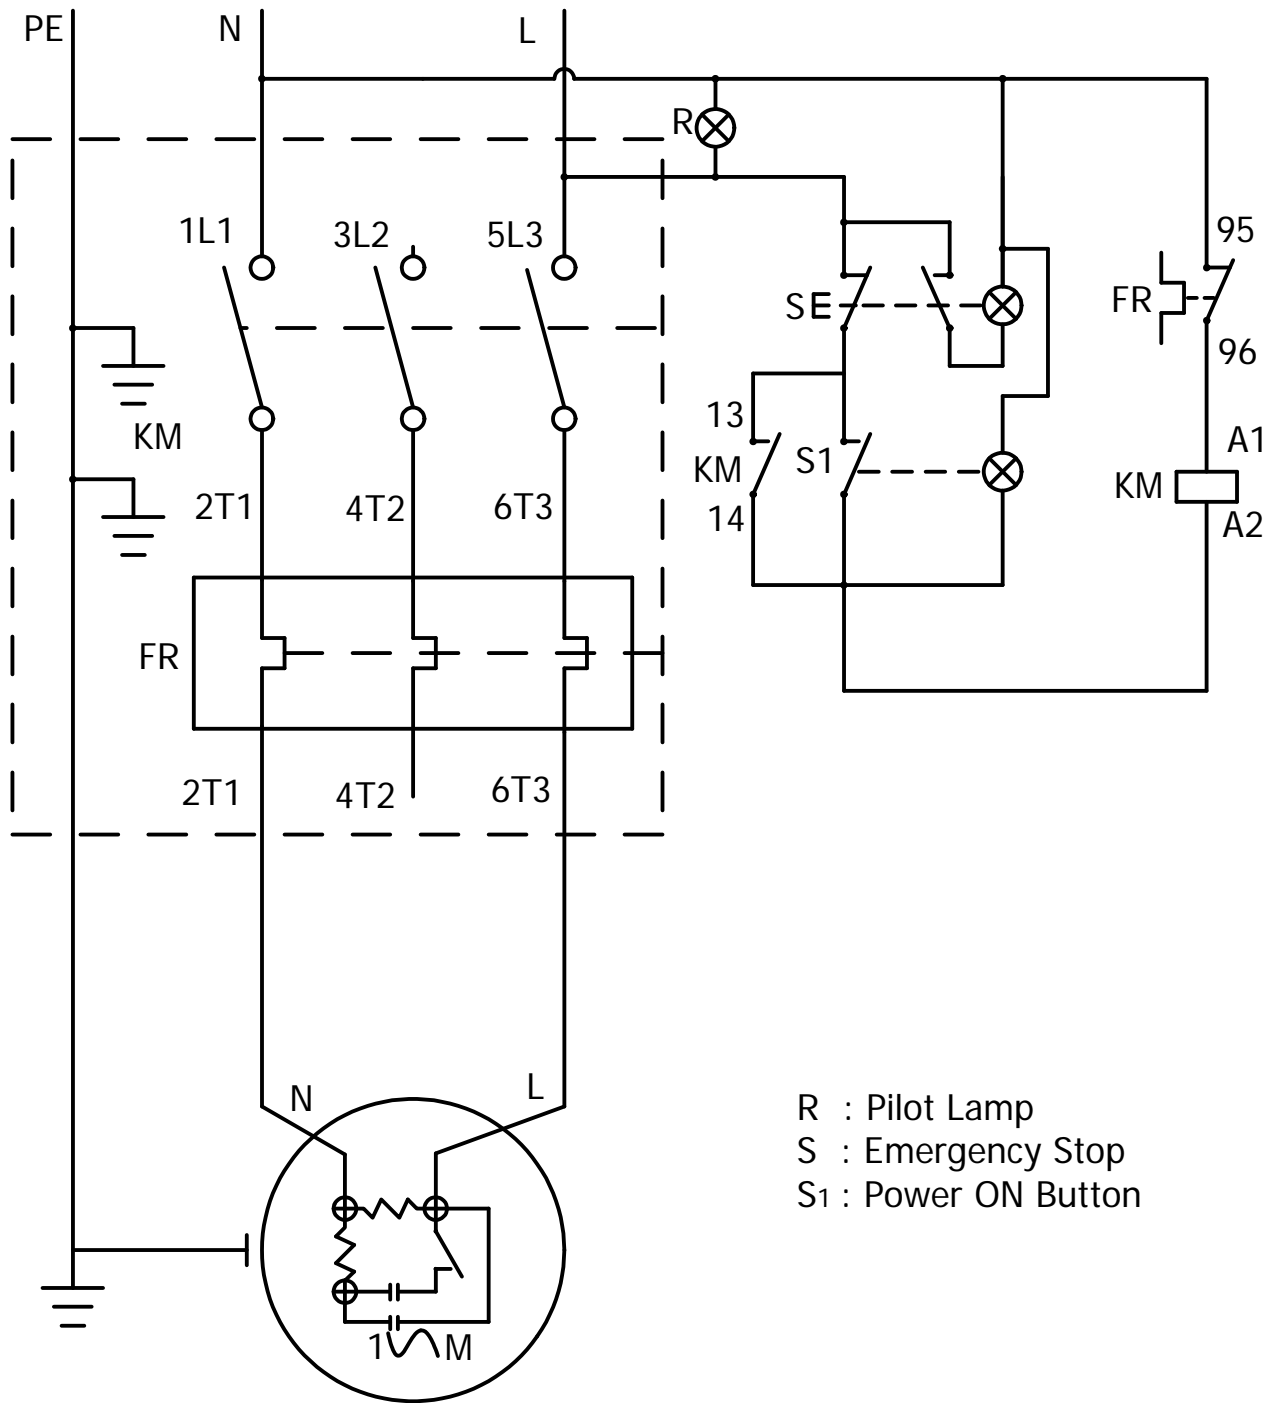 PE N L
R
1L1 3L2 5L3
95
SE
FR
96
KM
13
KM
14
S1
A1
KM
A2
2T1 4T2 6T3
FR
2T1 4T2 6T3
N L
1 M
R : Pilot Lamp
S : Emergency Stop
S1 : Power ON Button